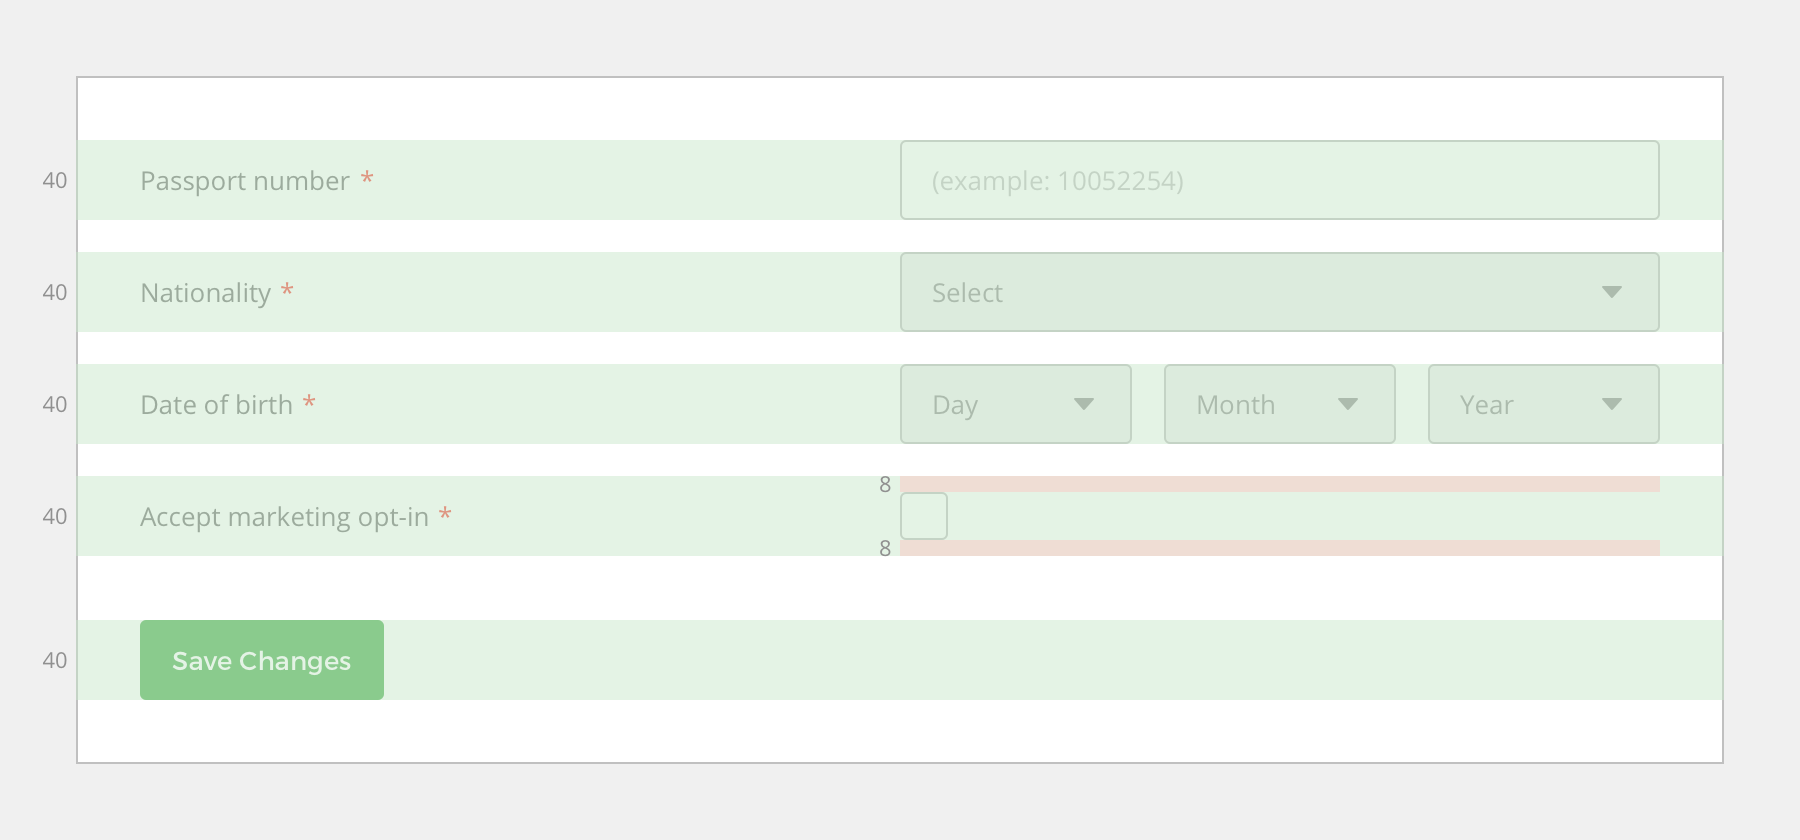 40 Passport number * (example: 10052254)
40 Nationality * Select
40 Date of birth * Day Month Year
8
40 Accept marketing opt-in *
8
40 Save Changes